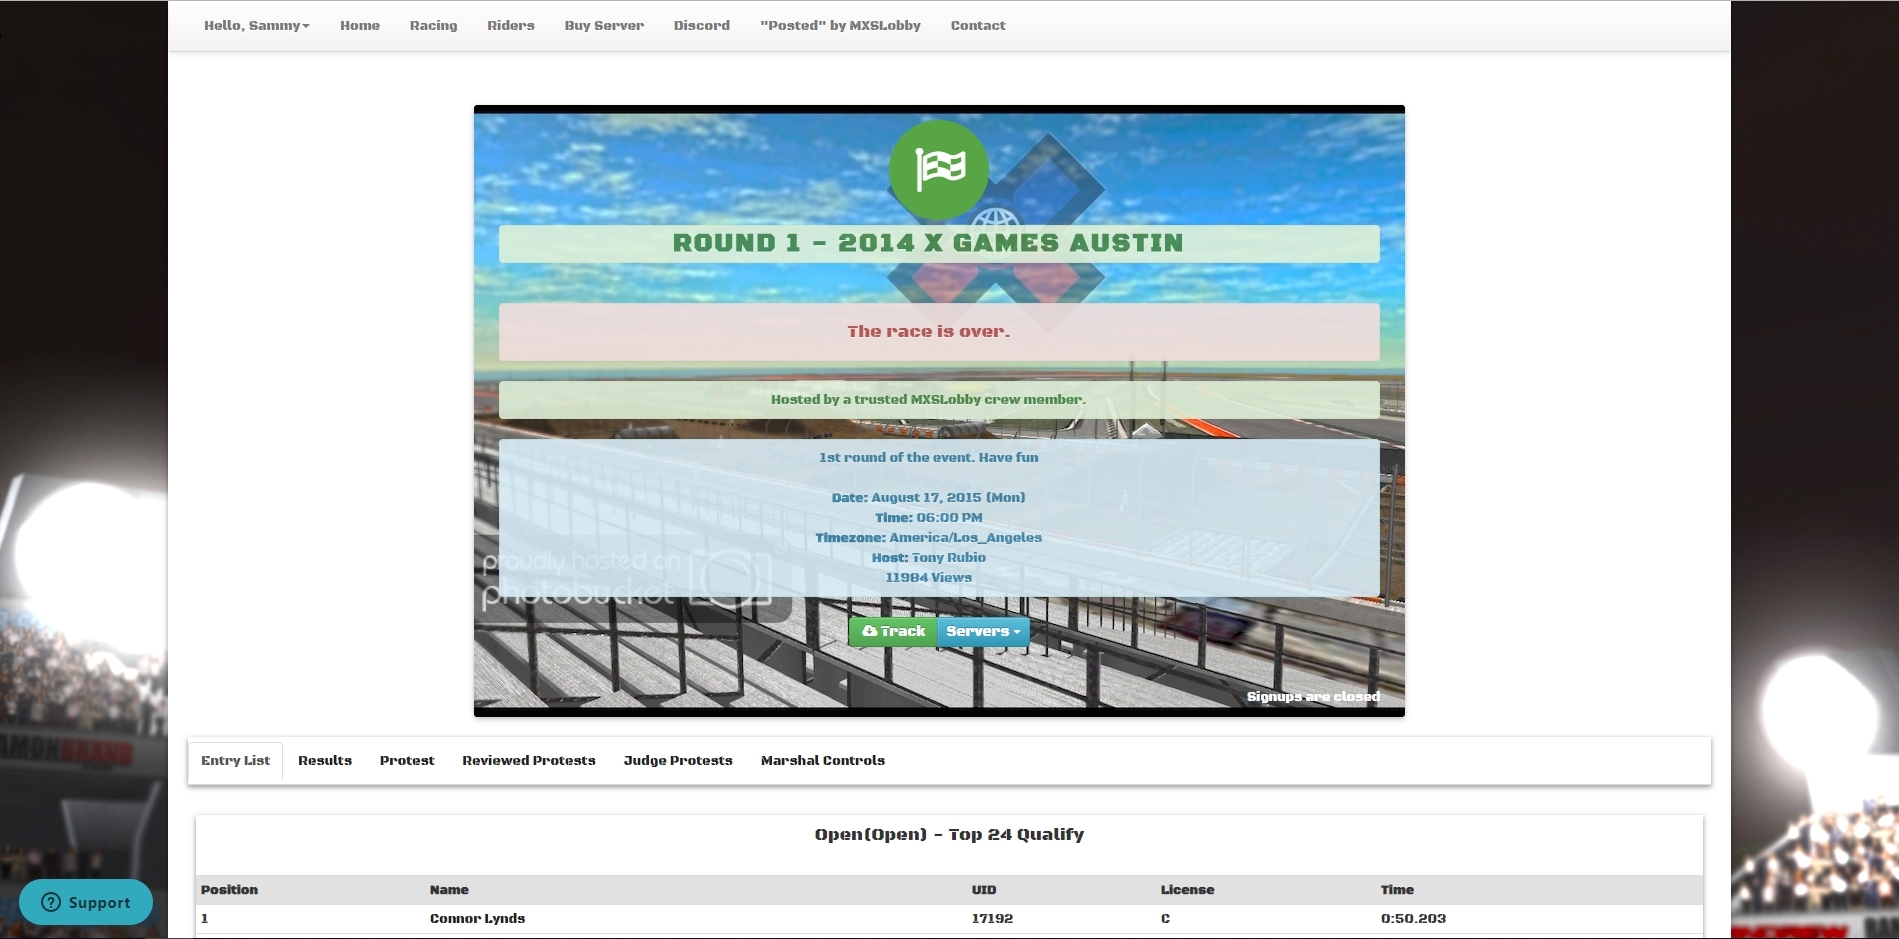 Hello, Sammy
Home
Racing
Riders
Buy Server
Discord
"Posted" by MXSLobby
Contact
ROUND 1 - 2014 X GAMES AUSTIN
The race is over.
Hosted by a trusted MXSLobby crew member.
1st round of the event. Have fun
Date: August 17, 2015 (Mon)
Time: 06:00 PM
Timezone: America/Los_Angeles
Host: Tony Rubio
11984 Views
proudly hosted on
photobucket
Track
Servers
Signups are closed
Entry List
Results
Protest
Reviewed Protests
Judge Protests
Marshal Controls
Open(Open) - Top 24 Qualify
Position Name UID License Time
1 Connor Lynds 17192 C 0:50.203
Support